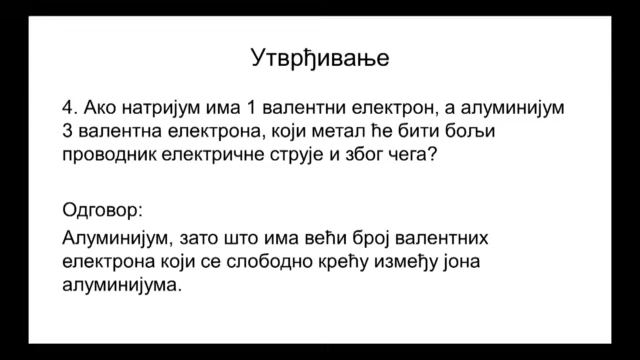 Утврђивање
4. Ако натријум има 1 валентни електрон, а алуминијум
3 валентна електрона, који метал ће бити бољи
проводник електричне струје и због чега?
Одговор:
Алуминијум, зато што има већи број валентних
електрона који се слободно крећу између јона
алуминијума.